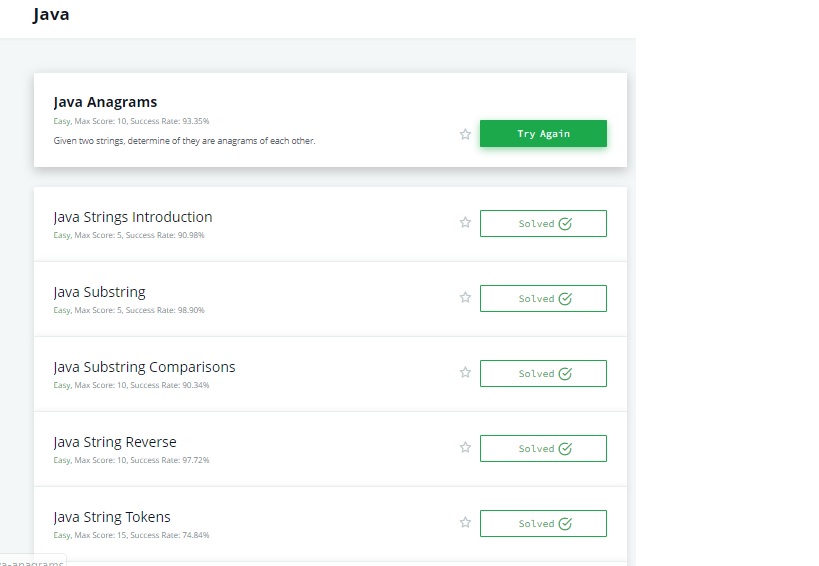 Java
Java Anagrams
Easy, Max Score: 10, Success Rate: 93.35%
Given two strings, determine of they are anagrams of each other.
Try Again
Java Strings Introduction
Easy, Max Score: 5, Success Rate: 90.98%
Solved
Java Substring
Easy, Max Score: 5, Success Rate: 98.90%
Solved
Java Substring Comparisons
Easy, Max Score: 10, Success Rate: 90.34%
Solved
Java String Reverse
Easy, Max Score: 10, Success Rate: 97.72%
Solved
Java String Tokens
Easy, Max Score: 15, Success Rate: 74.84%
Solved